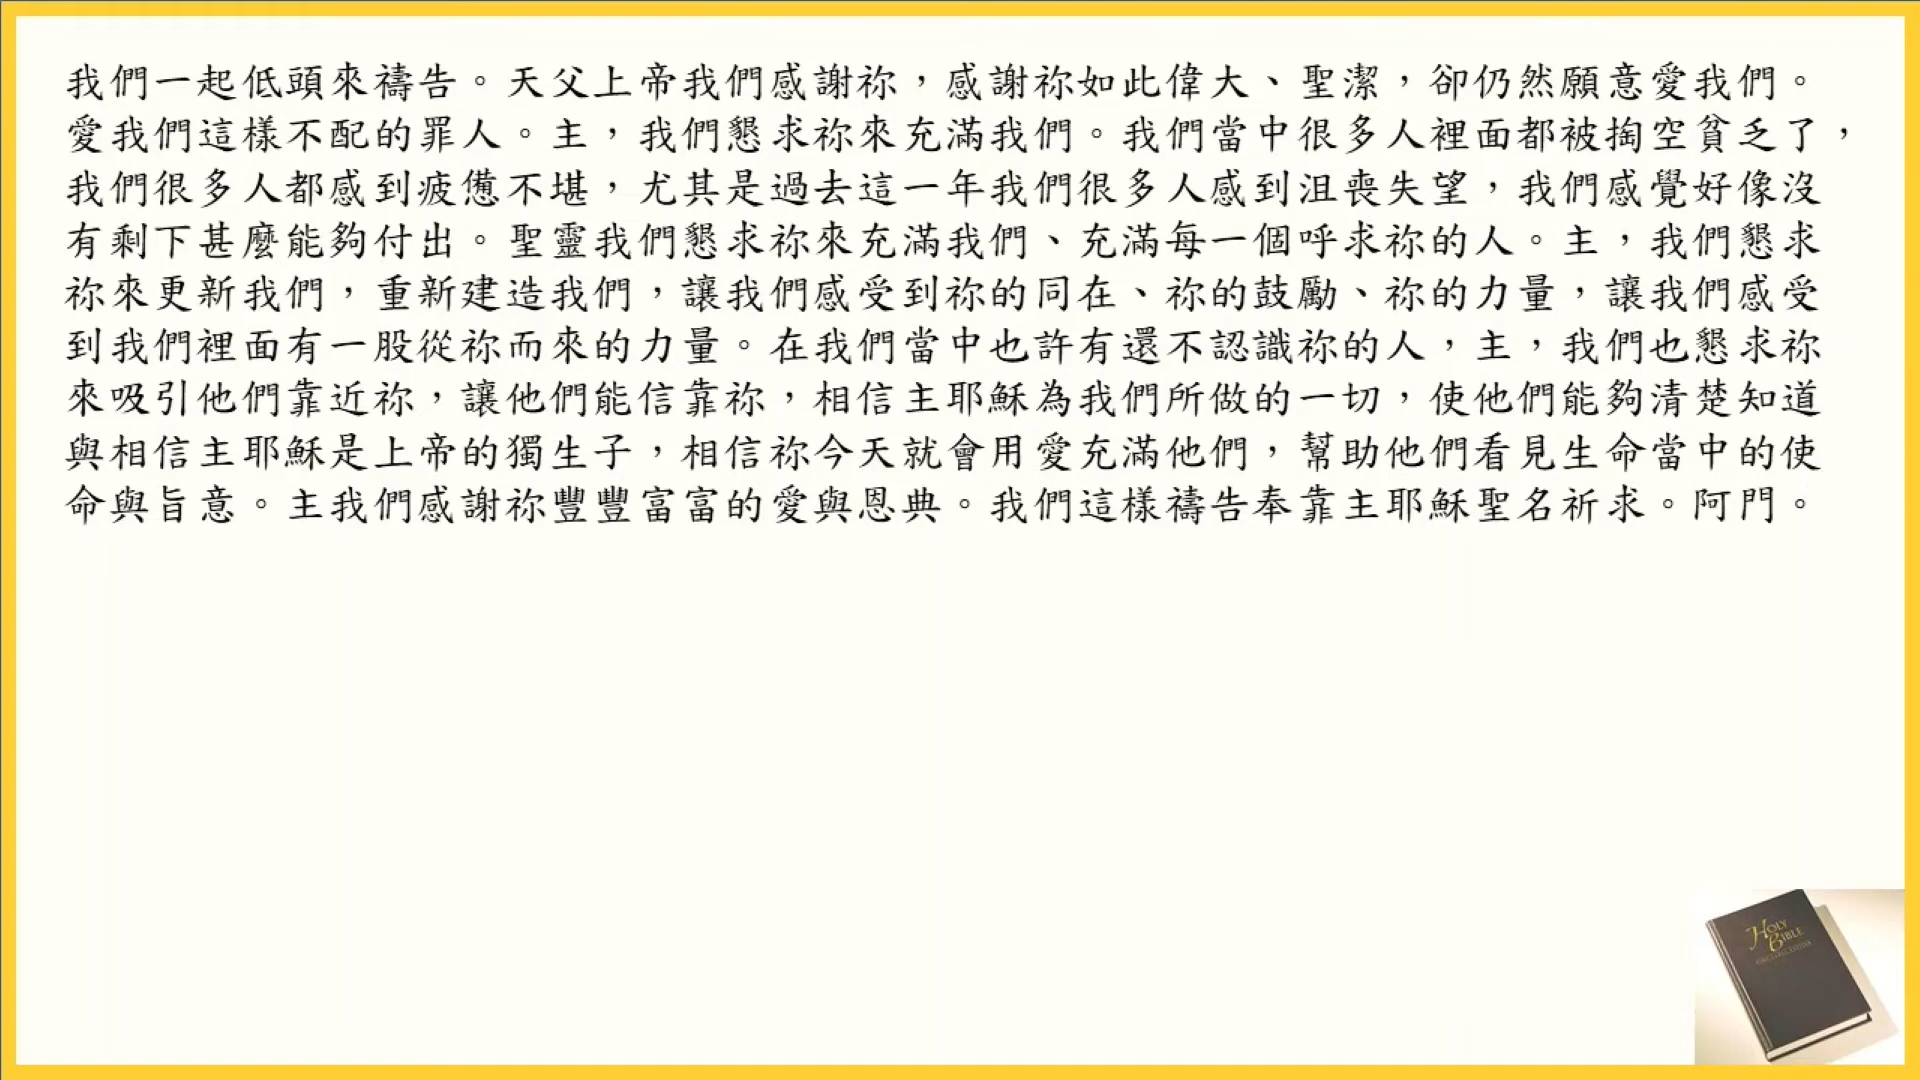 我們一起低頭來禱告。天父上帝我們感謝祢，感謝祢如此偉大、聖潔，卻仍然願意愛我們。
愛我們這樣不配的罪人。主，我們懇求祢來充滿我們。我們當中很多人裡面都被掏空貧乏了，
我們很多人都感到疲憊不堪，尤其是過去這一年我們很多人感到沮喪失望，我們感覺好像沒
有剩下甚麼能夠付出。聖靈我們懇求祢來充滿我們、充滿每一個呼求祢的人。主，我們懇求
祢來更新我們，重新建造我們，讓我們感受到祢的同在、祢的鼓勵、祢的力量，讓我們感受
到我們裡面有一股從祢而來的力量。在我們當中也許有還不認識祢的人，主，我們也懇求祢
來吸引他們靠近祢，讓他們能信靠祢，相信主耶穌為我們所做的一切，使他們能夠清楚知道
與相信主耶穌是上帝的獨生子，相信祢今天就會用愛充滿他們，幫助他們看見生命當中的使
命與旨意。主我們感謝祢豐豐富富的愛與恩典。我們這樣禱告奉靠主耶穌聖名祈求。阿門。
HOLY
BIBLE